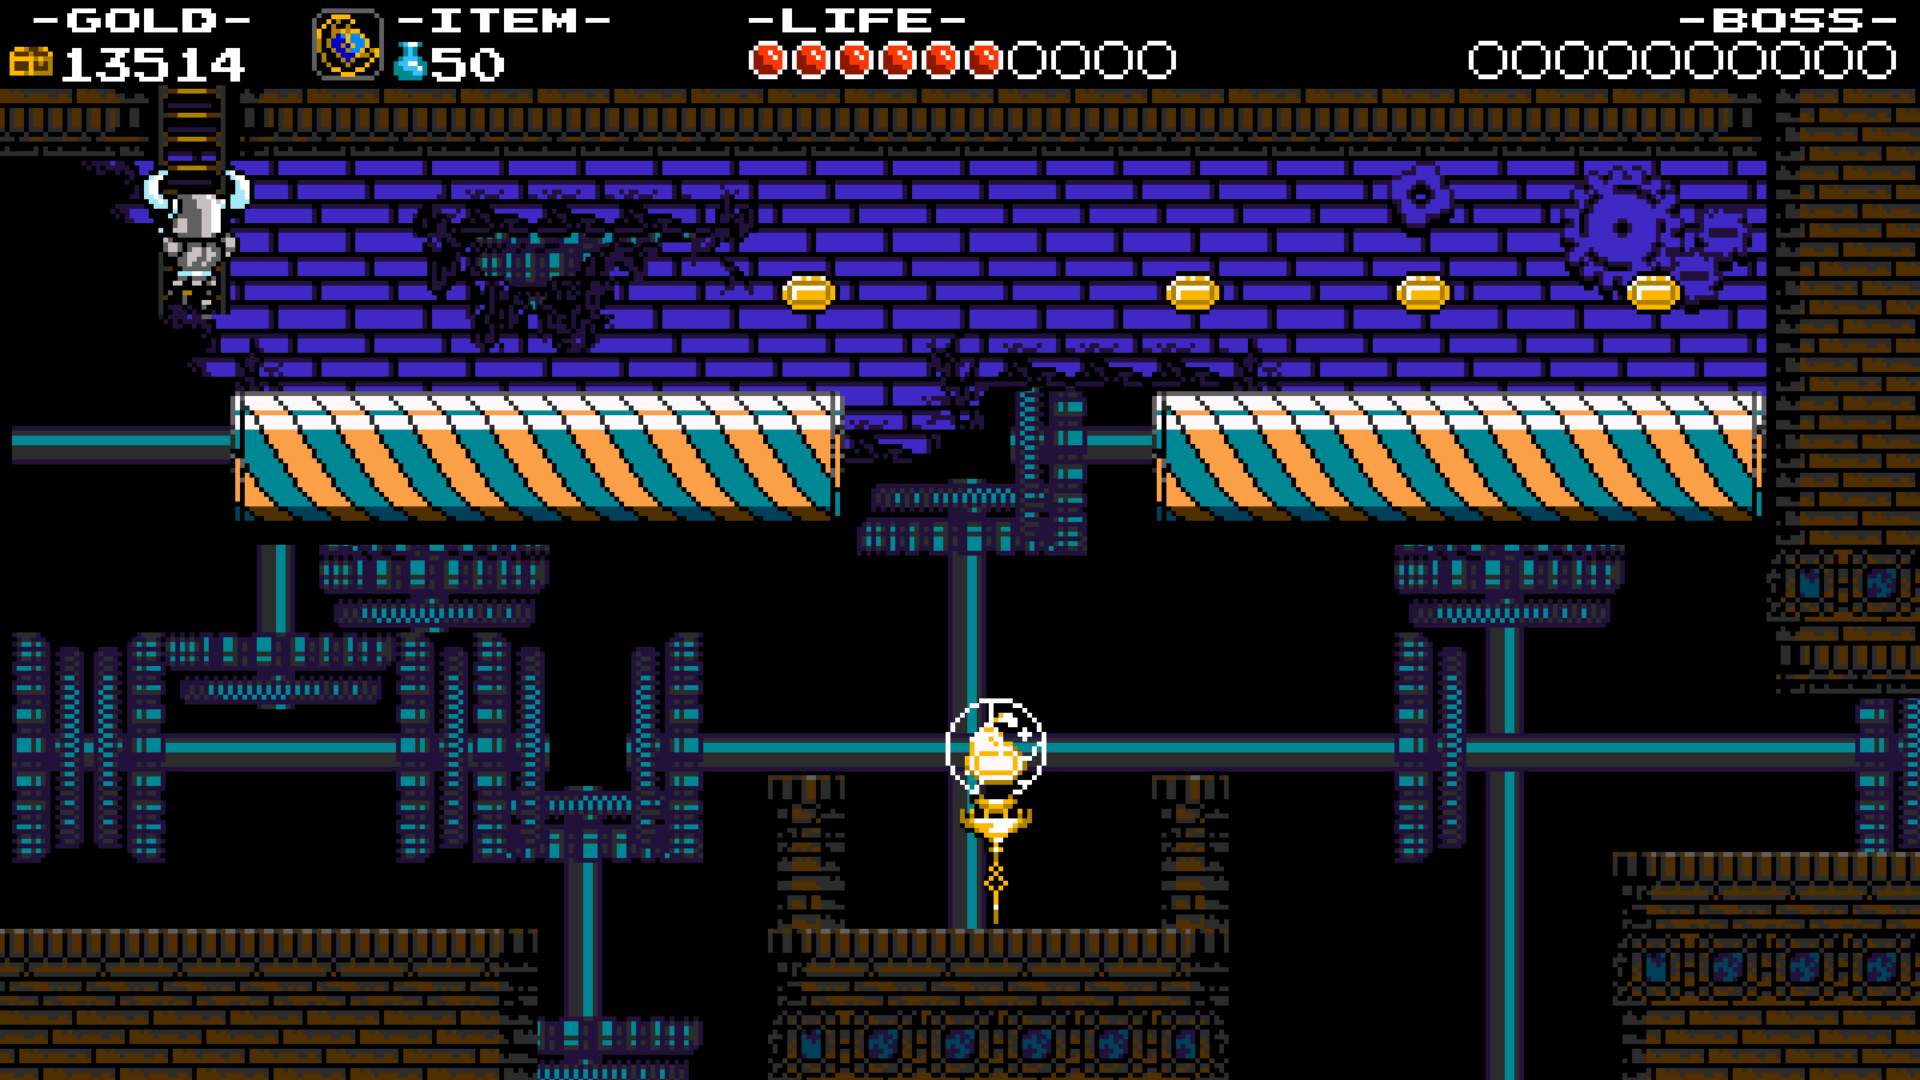 -GOLD-
13514
-ITEM-
50
-LIFE-
-BOSS-